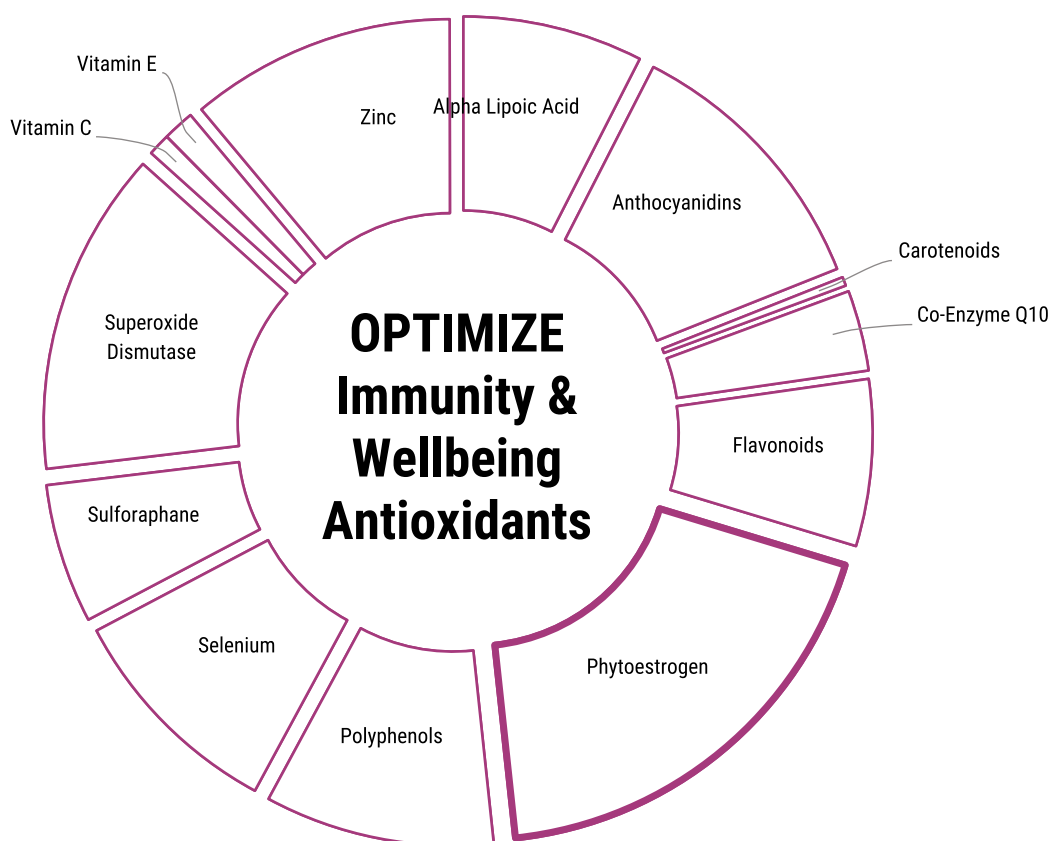 Vitamin E
Vitamin C
Zinc
Alpha Lipoic Acid
Anthocyanidins
Carotenoids
Co-Enzyme Q10
Superoxide
Dismutase
OPTIMIZE
Immunity &
Wellbeing
Antioxidants
Flavonoids
Sulforaphane
Selenium
Phytoestrogen
Polyphenols